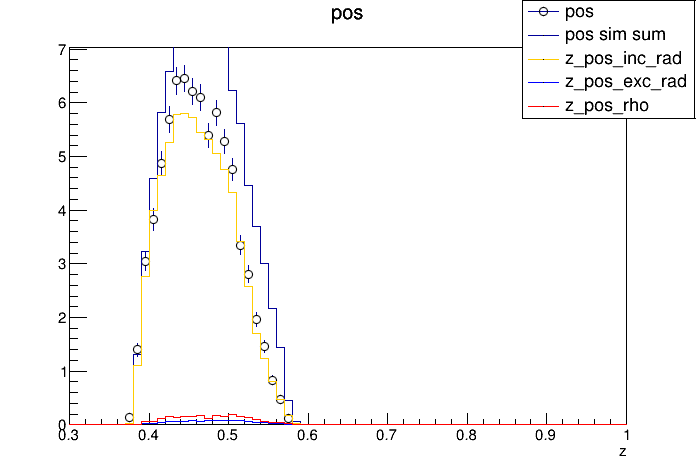 pos
pos
pos sim sum
z_pos_inc_rad
z_pos_exc_rad
z_pos_rho
7
6
5
4
3
2
1
0
0.3 0.4 0.5 0.6 0.7 0.8 0.9 1
z